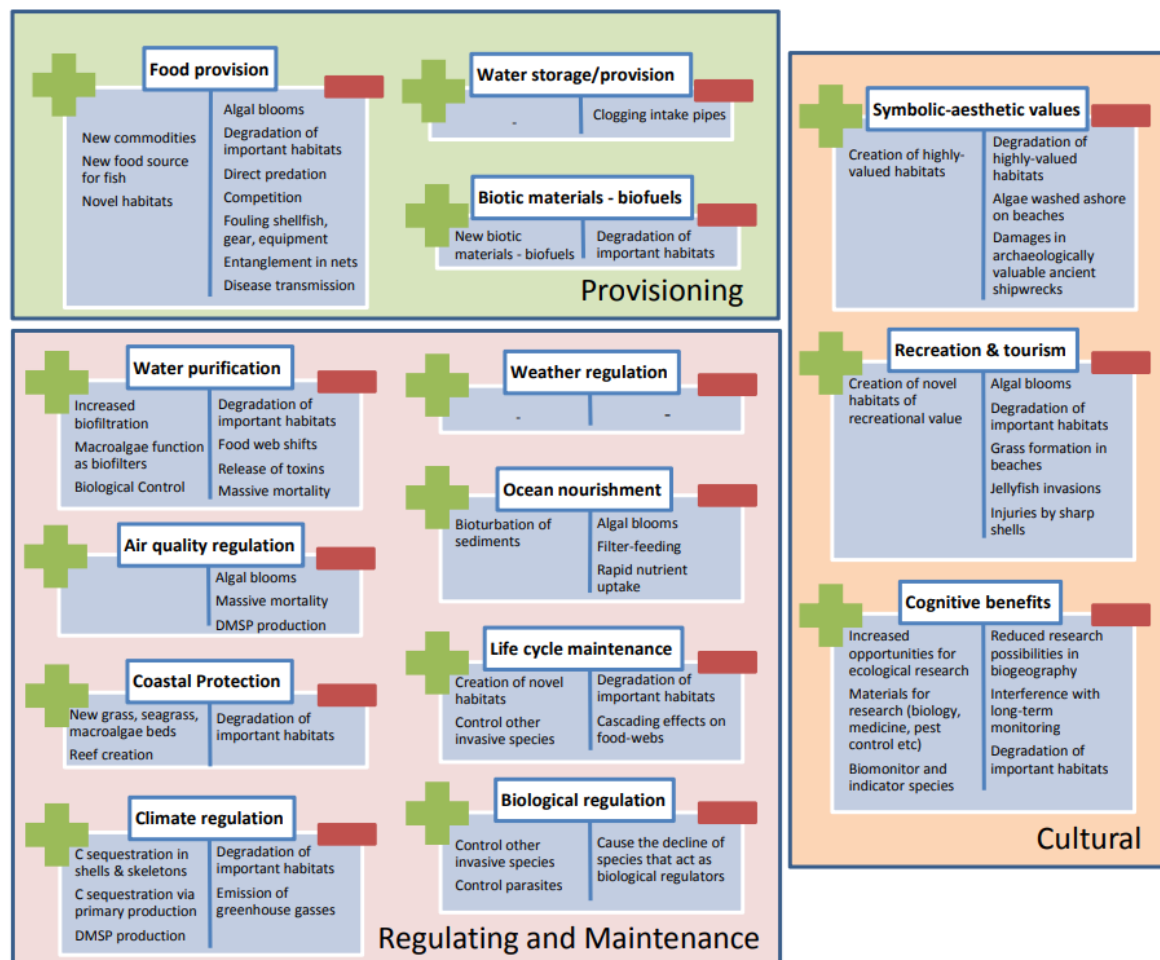 Food provision
New commodities
New food source
for fish
Novel habitats
Algal blooms
Degradation of
important habitats
Direct predation
Competition
Fouling shellfish,
gear, equipment
Entanglement in nets
Disease transmission
Water storage/provision
-
Clogging intake pipes
Biotic materials - biofuels
New biotic
materials - biofuels
Degradation of
important habitats
Provisioning
Water purification
Increased
biofiltration
Macroalgae function
as biofilters
Biological Control
Degradation of
important habitats
Food web shifts
Release of toxins
Massive mortality
Air quality regulation
Algal blooms
Massive mortality
DMSP production
Coastal Protection
New grass, seagrass,
macroalgae beds
Reef creation
Degradation of
important habitats
Climate regulation
C sequestration in
shells & skeletons
C sequestration via
primary production
DMSP production
Degradation of
important habitats
Emission of
greenhouse gasses
Weather regulation
-
-
Ocean nourishment
Bioturbation of
sediments
Algal blooms
Filter-feeding
Rapid nutrient
uptake
Life cycle maintenance
Creation of novel
habitats
Control other
invasive species
Degradation of
important habitats
Cascading effects on
food-webs
Biological regulation
Control other
invasive species
Control parasites
Cause the decline of
species that act as
biological regulators
Regulating and Maintenance
Symbolic-aesthetic values
Creation of highly-
valued habitats
Degradation of
highly-valued
habitats
Algae washed ashore
on beaches
Damages in
archaeologically
valuable ancient
shipwrecks
Recreation & tourism
Creation of novel
habitats of
recreational value
Algal blooms
Degradation of
important habitats
Grass formation in
beaches
Jellyfish invasions
Injuries by sharp
shells
Cognitive benefits
Increased
opportunities for
ecological research
Materials for
research (biology,
medicine, pest
control etc)
Biomonitor and
indicator species
Reduced research
possibilities in
biogeography
Interference with
long-term
monitoring
Degradation of
important habitats
Cultural